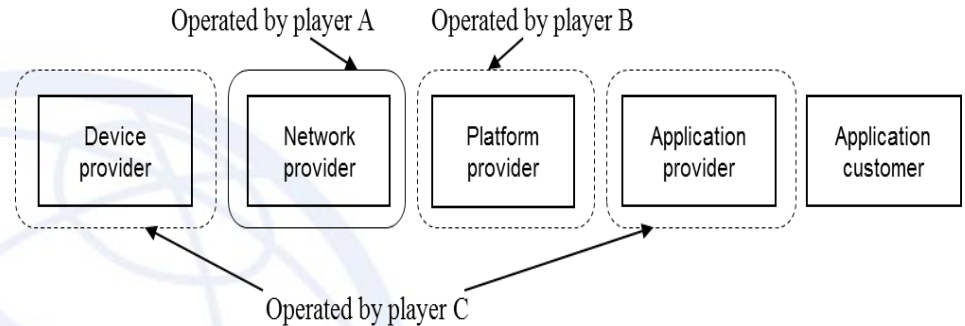 Operated by player A
Operated by player B
Device
provider
Network
provider
Platform
provider
Application
provider
Application
customer
Operated by player C